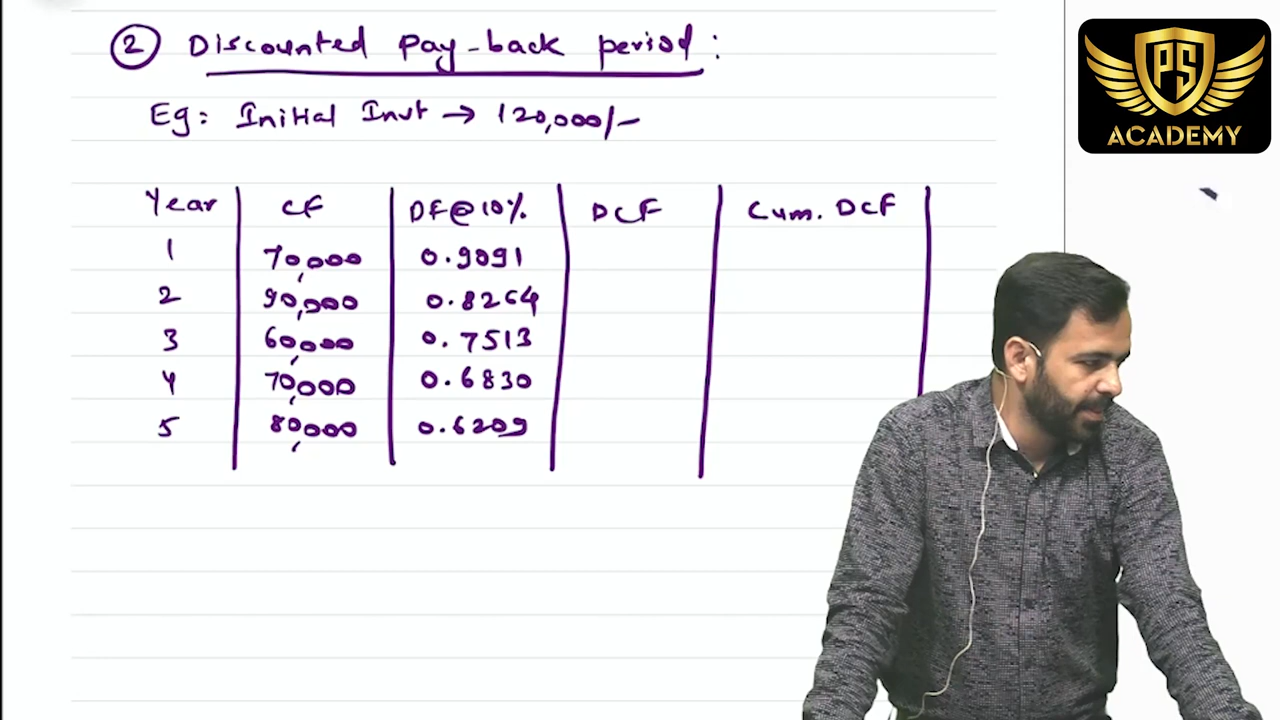 ② Discounted Pay-back period:
Eg: Initial Invt → 120,000/-
Year CF DF@10% DCF Cum. DCF
1 70,000 0.9091
2 90,000 0.8264
3 60,000 0.7513
4 70,000 0.6830
5 80,000 0.6209
PS
ACADEMY